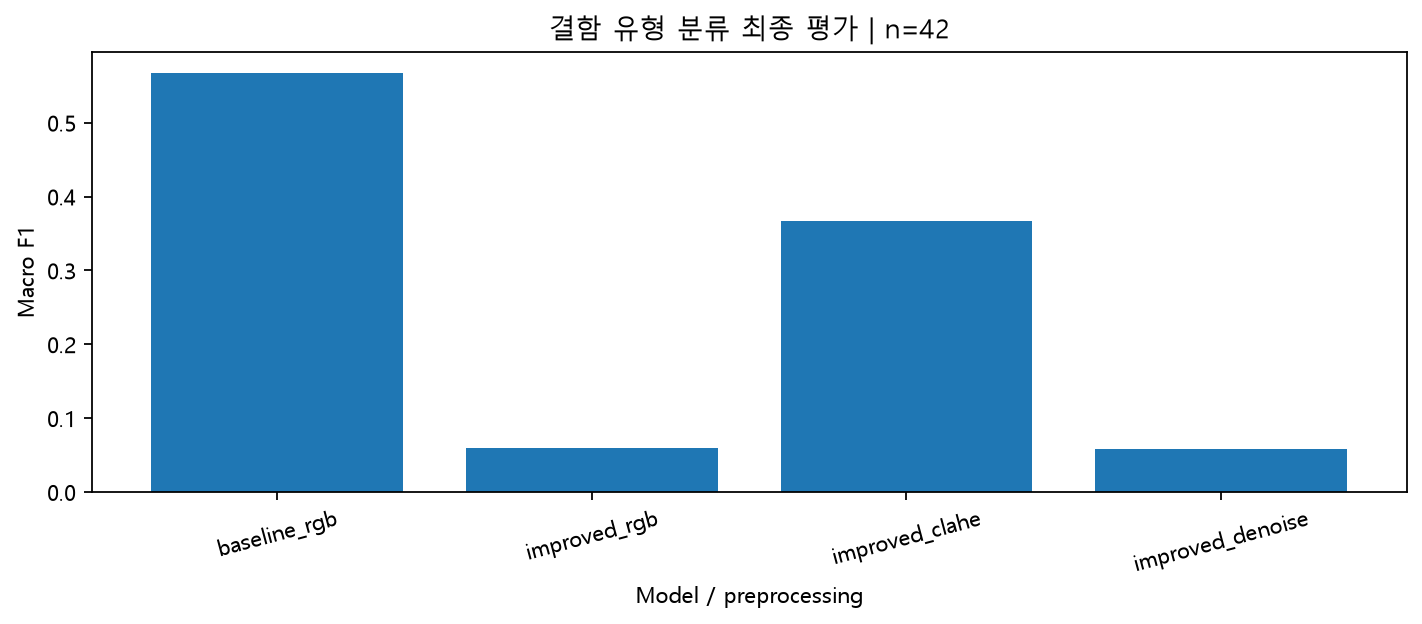 결함 유형 분류 최종 평가 | n=42
Macro F1
0.5
0.4
0.3
0.2
0.1
0.0
baseline_rgb
improved_rgb
improved_clahe
improved_denoise
Model / preprocessing